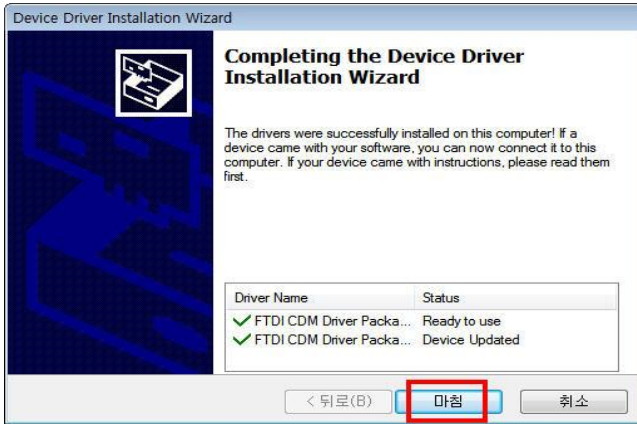 Device Driver Installation Wizard
Completing the Device Driver
Installation Wizard
The drivers were successfully installed on this computer! If a
device came with your software, you can now connect it to this
computer. If your device came with instructions, please read them
first.
Driver Name Status
FTDI CDM Driver Packa... Ready to use
FTDI CDM Driver Packa... Device Updated
< 뒤로(B) 마침 취소